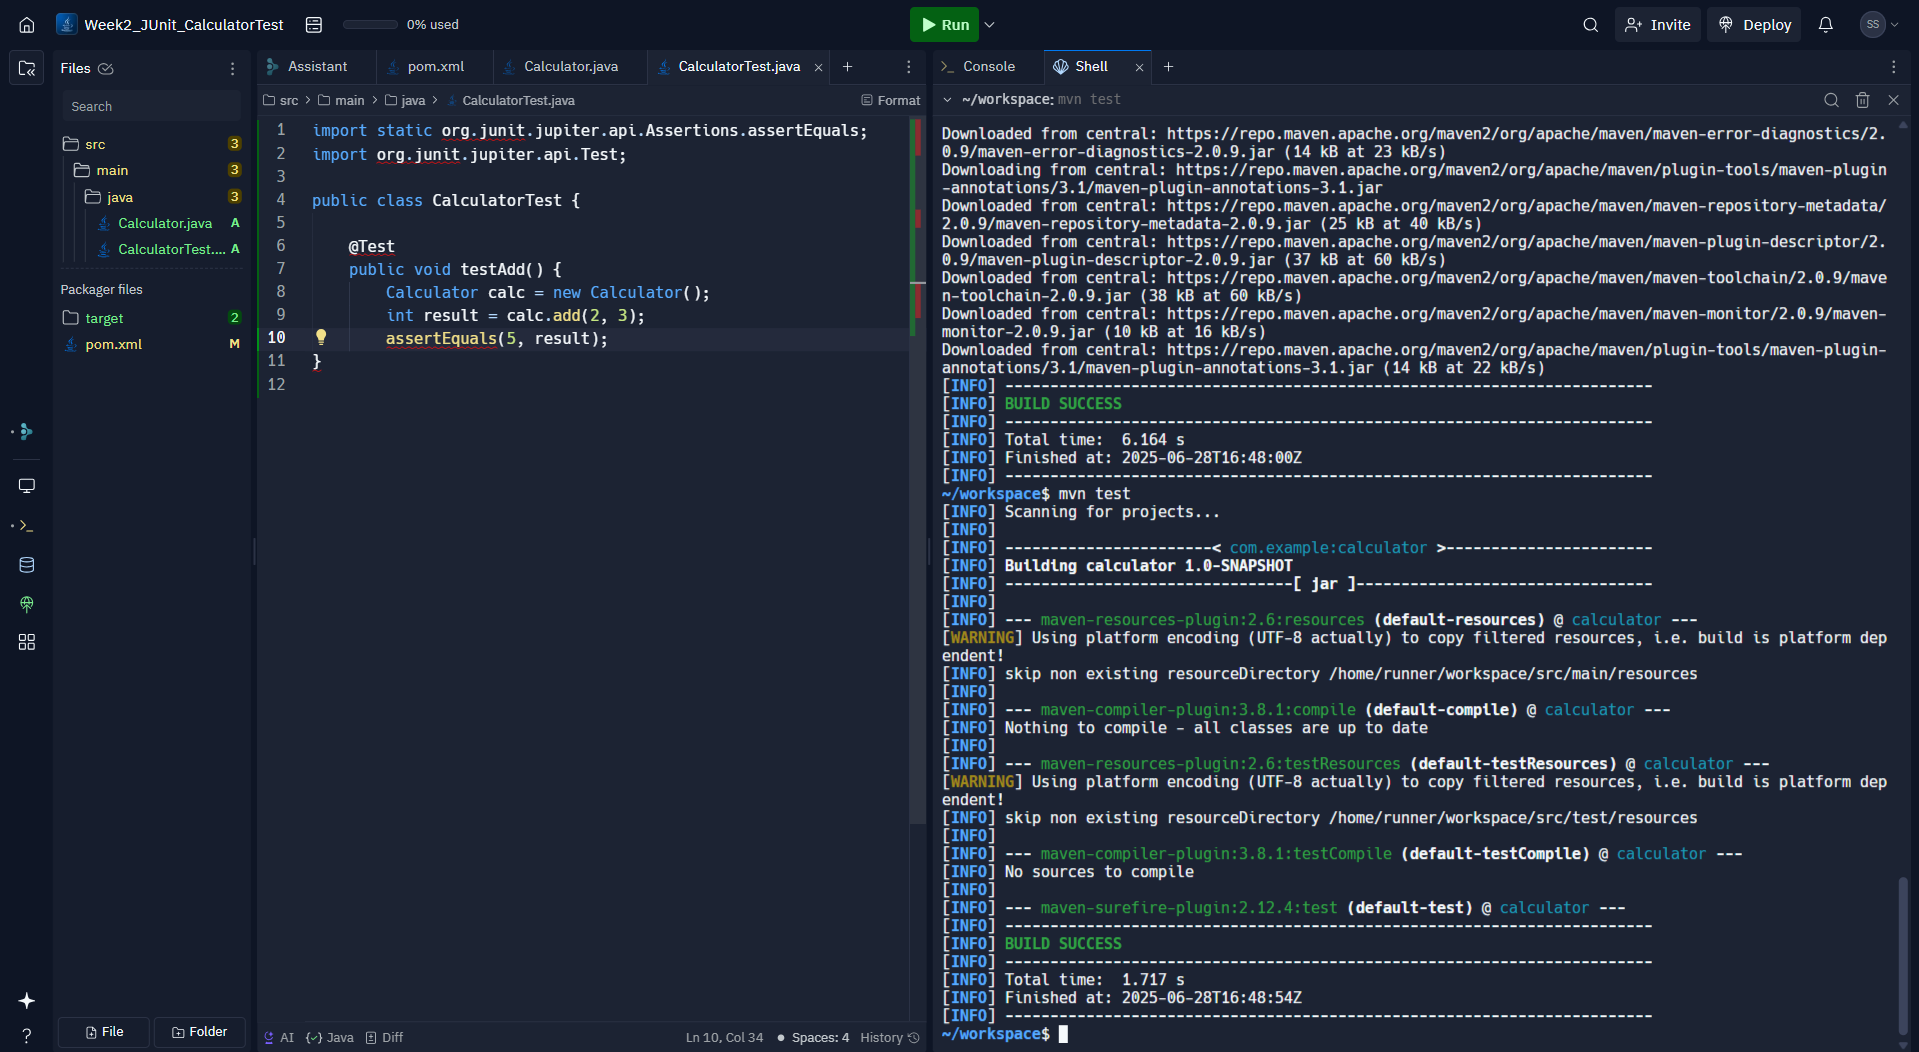 Week2_JUnit_CalculatorTest
0% used
Run
Invite
Deploy
SS
Files
Search
src 3
main 3
java 3
Calculator.java A
CalculatorTest.... A
Packager files
target 2
pom.xml M
File
Folder
Assistant
pom.xml
Calculator.java
CalculatorTest.java
src > main > java > CalculatorTest.java
Format
1 import static org.junit.jupiter.api.Assertions.assertEquals;
2 import org.junit.jupiter.api.Test;
3
4 public class CalculatorTest {
5
6 @Test
7 public void testAdd() {
8 Calculator calc = new Calculator();
9 int result = calc.add(2, 3);
10 assertEquals(5, result);
11 }
12
AI
Java
Diff
Ln 10, Col 34
Spaces: 4
History
Console
Shell
~/workspace: mvn test
Downloaded from central: https://repo.maven.apache.org/maven2/org/apache/maven/maven-error-diagnostics/2.
0.9/maven-error-diagnostics-2.0.9.jar (14 kB at 23 kB/s)
Downloading from central: https://repo.maven.apache.org/maven2/org/apache/maven/plugin-tools/maven-plugin
-annotations/3.1/maven-plugin-annotations-3.1.jar
Downloaded from central: https://repo.maven.apache.org/maven2/org/apache/maven/maven-repository-metadata/
2.0.9/maven-repository-metadata-2.0.9.jar (25 kB at 40 kB/s)
Downloaded from central: https://repo.maven.apache.org/maven2/org/apache/maven/maven-plugin-descriptor/2.
0.9/maven-plugin-descriptor-2.0.9.jar (37 kB at 60 kB/s)
Downloaded from central: https://repo.maven.apache.org/maven2/org/apache/maven/maven-toolchain/2.0.9/mave
n-toolchain-2.0.9.jar (38 kB at 60 kB/s)
Downloaded from central: https://repo.maven.apache.org/maven2/org/apache/maven/maven-monitor/2.0.9/maven-
monitor-2.0.9.jar (10 kB at 16 kB/s)
Downloaded from central: https://repo.maven.apache.org/maven2/org/apache/maven/plugin-tools/maven-plugin-
annotations/3.1/maven-plugin-annotations-3.1.jar (14 kB at 22 kB/s)
[INFO] ------------------------------------------------------------------------
[INFO] BUILD SUCCESS
[INFO] ------------------------------------------------------------------------
[INFO] Total time:  6.164 s
[INFO] Finished at: 2025-06-28T16:48:00Z
[INFO] ------------------------------------------------------------------------
~/workspace$ mvn test
[INFO] Scanning for projects...
[INFO]
[INFO] -----------------------< com.example:calculator >-----------------------
[INFO] Building calculator 1.0-SNAPSHOT
[INFO] --------------------------------[ jar ]---------------------------------
[INFO]
[INFO] --- maven-resources-plugin:2.6:resources (default-resources) @ calculator ---
[WARNING] Using platform encoding (UTF-8 actually) to copy filtered resources, i.e. build is platform dep
endent!
[INFO] skip non existing resourceDirectory /home/runner/workspace/src/main/resources
[INFO]
[INFO] --- maven-compiler-plugin:3.8.1:compile (default-compile) @ calculator ---
[INFO] Nothing to compile - all classes are up to date
[INFO]
[INFO] --- maven-resources-plugin:2.6:testResources (default-testResources) @ calculator ---
[WARNING] Using platform encoding (UTF-8 actually) to copy filtered resources, i.e. build is platform dep
endent!
[INFO] skip non existing resourceDirectory /home/runner/workspace/src/test/resources
[INFO]
[INFO] --- maven-compiler-plugin:3.8.1:testCompile (default-testCompile) @ calculator ---
[INFO] No sources to compile
[INFO]
[INFO] --- maven-surefire-plugin:2.12.4:test (default-test) @ calculator ---
[INFO] ------------------------------------------------------------------------
[INFO] BUILD SUCCESS
[INFO] ------------------------------------------------------------------------
[INFO] Total time:  1.717 s
[INFO] Finished at: 2025-06-28T16:48:54Z
[INFO] ------------------------------------------------------------------------
~/workspace$